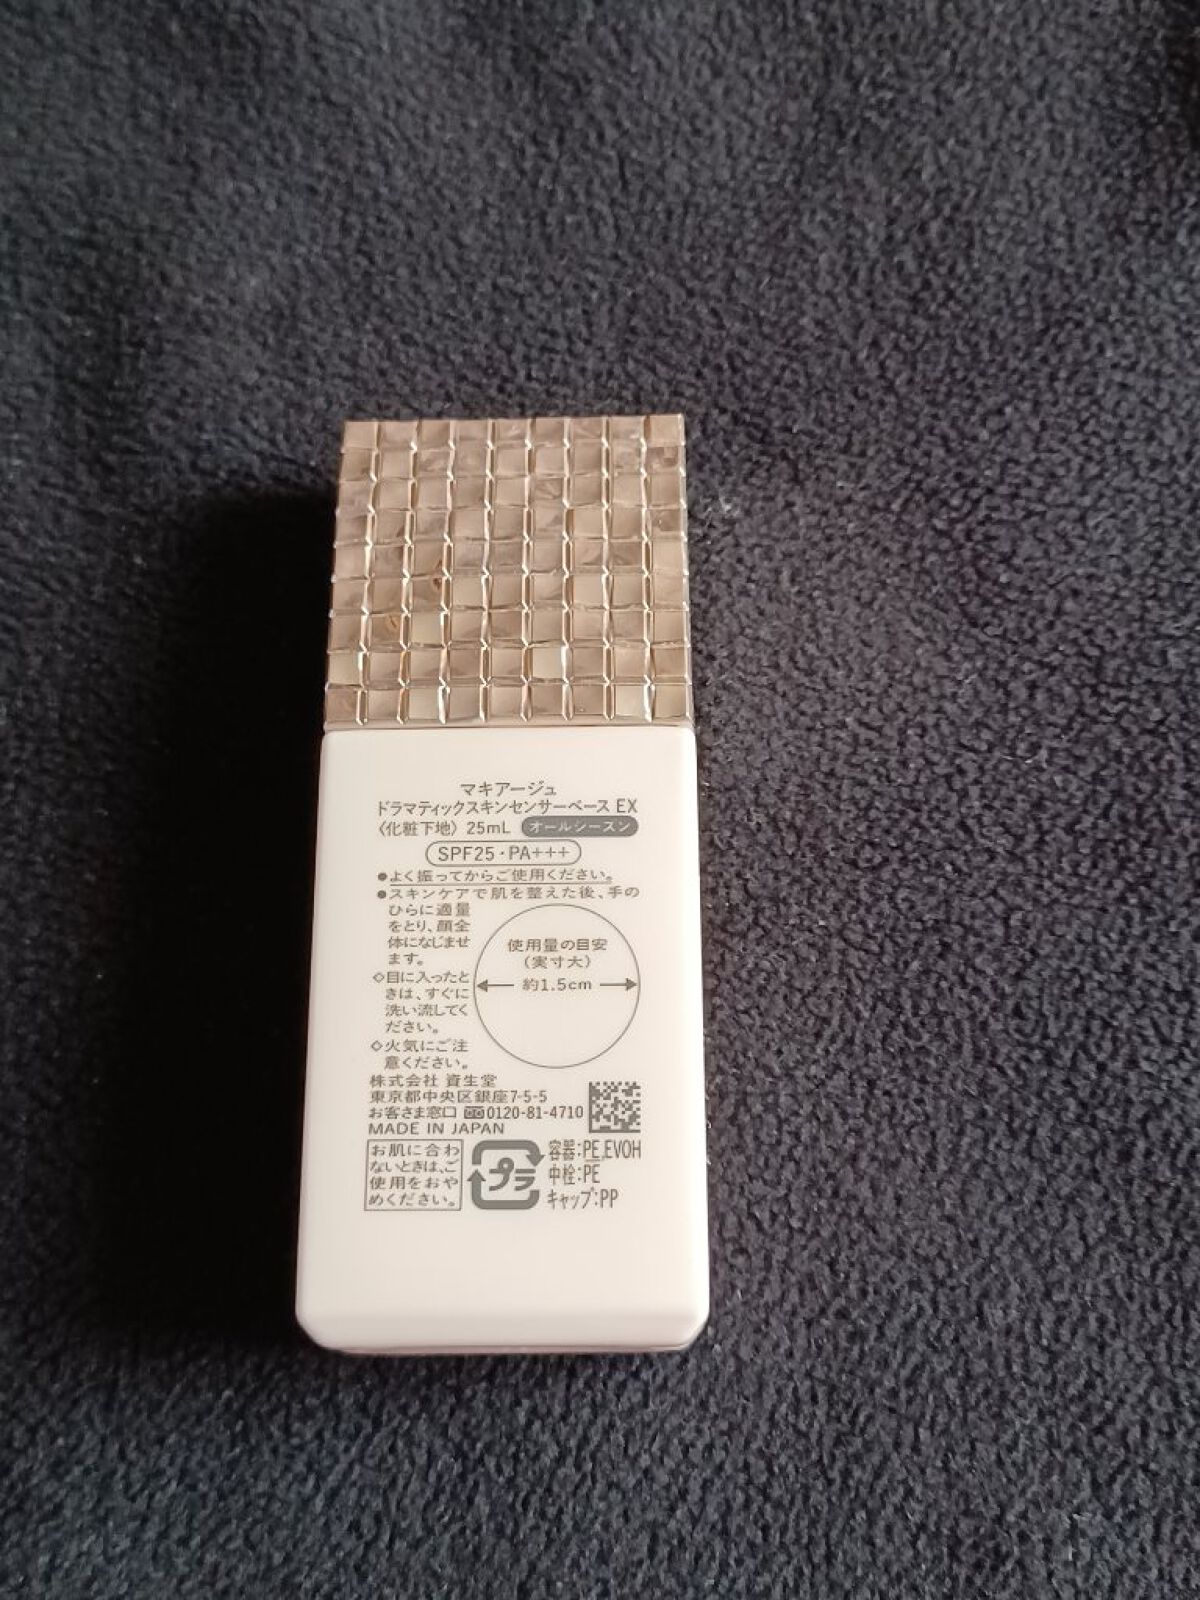 マキアージュ
ドラマティックスキンセンサーベース EX
〈化粧下地〉 25mL オールシーズン
SPF25・PA+++
●よく振ってからご使用ください。
●スキンケアで肌を整えた後、手の
ひらに適量
をとり、顔全
体になじませ
ます。
◇目に入ったと
きは、すぐに
洗い流してく
ださい。
◇火気にご注
意ください。
使用量の目安
(実寸大)
約1.5cm
株式会社 資生堂
東京都中央区銀座7-5-5
お客さま窓口 0120-81-4710
MADE IN JAPAN
お肌に合わ
ないときは、ご
使用をおや
めください。
プラ
容器:PE,EVOH
中栓:PE
キャップ:PP